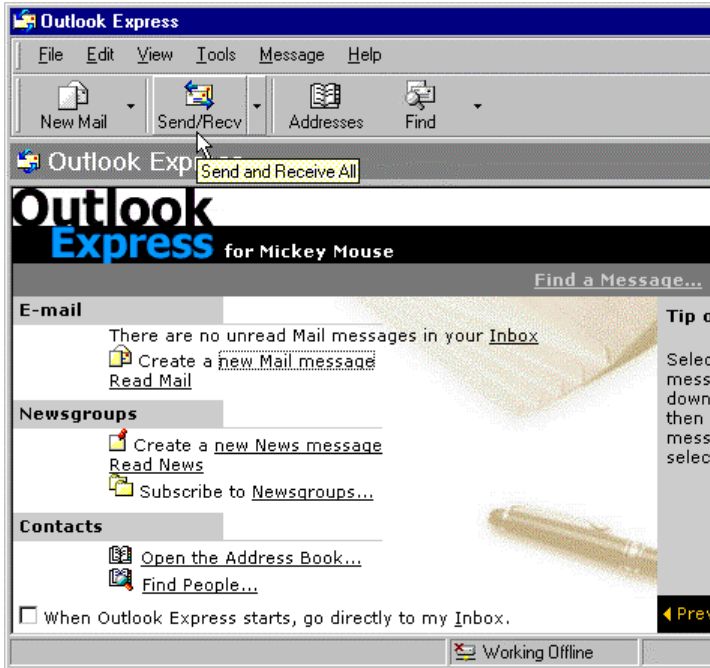 Outlook Express
File Edit View Tools Message Help
New Mail Send/Recv Addresses Find
Outlook Exp
Send and Receive All
Outlook
Express for Mickey Mouse
Find a Message...
E-mail
Tip o
There are no unread Mail messages in your Inbox
Create a new Mail message
Read Mail
Selec
mess
down
then
mess
selec
Newsgroups
Create a new News message
Read News
Subscribe to Newsgroups...
Contacts
Open the Address Book...
Find People...
When Outlook Express starts, go directly to my Inbox.
Prev
Working Offline